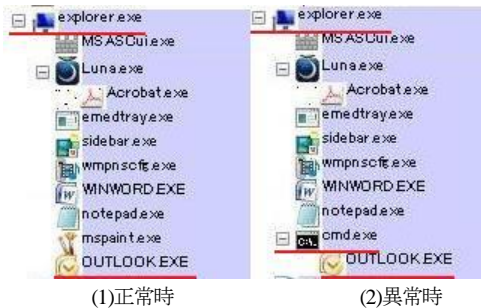 explorer.exe
MSASCui.exe
Luna.exe
Acrobat.exe
emedtray.exe
sidebar.exe
wmpnscfg.exe
WINWORD.EXE
notepad.exe
mspaint.exe
OUTLOOK.EXE
(1)正常時
explorer.exe
MSASCui.exe
Luna.exe
Acrobat.exe
emedtray.exe
sidebar.exe
wmpnscfg.exe
WINWORD.EXE
notepad.exe
cmd.exe
OUTLOOK.EXE
(2)異常時